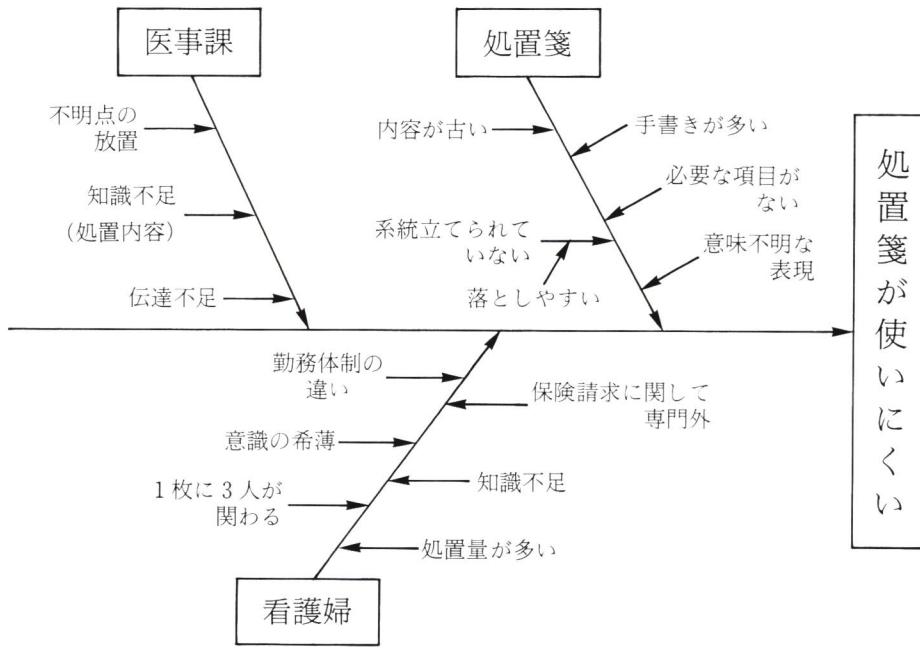 医事課
不明点の
放置
知識不足
（処置内容）
伝達不足
処置箋
内容が古い
手書きが多い
必要な項目が
ない
系統立てられて
いない
落としやすい
意味不明な
表現
処置箋が使いにくい
勤務体制の
違い
保険請求に関して
専門外
意識の希薄
知識不足
1枚に3人が
関わる
処置量が多い
看護婦